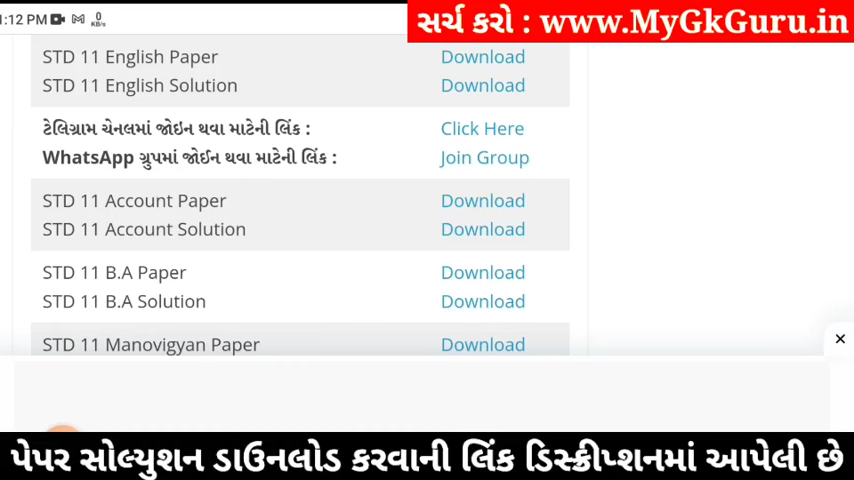 1:12 PM 0 KB/s
સર્ચ કરો : www.MyGkGuru.in
STD 11 English Paper Download
STD 11 English Solution Download
ટેલિગ્રામ ચેનલમાં જોઇન થવા માટેની લિંક : Click Here
WhatsApp ગ્રુપમાં જોઈન થવા માટેની લિંક : Join Group
STD 11 Account Paper Download
STD 11 Account Solution Download
STD 11 B.A Paper Download
STD 11 B.A Solution Download
STD 11 Manovigyan Paper Download
પેપર સોલ્યુશન ડાઉનલોડ કરવાની લિંક ડિસ્ક્રીપ્શનમાં આપેલી છે